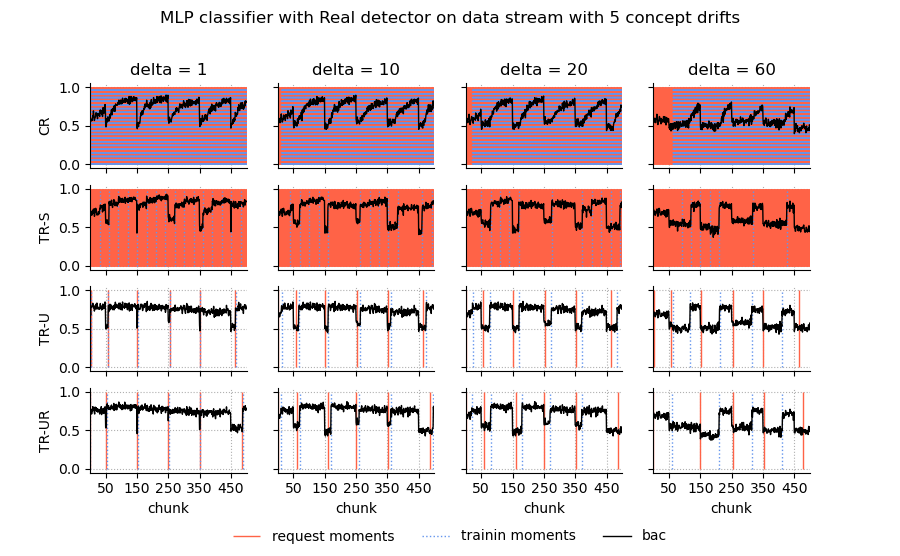 MLP classifier with Real detector on data stream with 5 concept drifts
delta = 1 delta = 10 delta = 20 delta = 60
CR
1.0
0.5
0.0
TR-S
1.0
0.5
0.0
TR-U
1.0
0.5
0.0
TR-UR
1.0
0.5
0.0
50 150 250 350 450 50 150 250 350 450 50 150 250 350 450 50 150 250 350 450
chunk chunk chunk chunk
request moments trainin moments bac